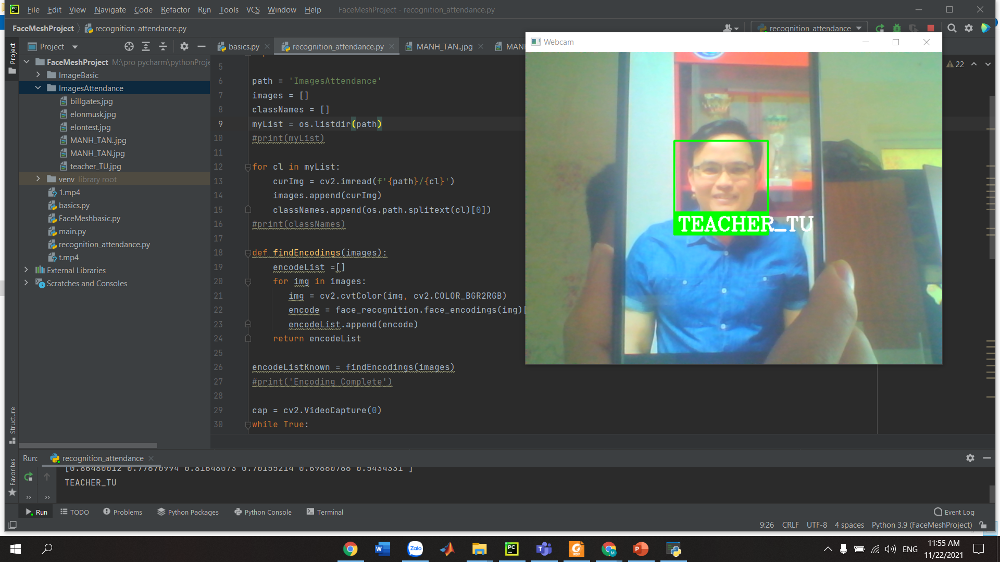 PC File Edit View Navigate Code Refactor Run Tools VCS Window Help FaceMeshProject - recognition_attendance.py
FaceMeshProject recognition_attendance.py recognition_attendance
Project Project basics.py recognition_attendance.py MANH_TAN..jpg MAN
Webcam
22
FaceMeshProject M:\pro pycharm\pythonProje
ImageBasic
ImagesAttendance
billgates.jpg
elonmusk.jpg
elontest.jpg
MANH_TAN..jpg
MANH_TAN.jpg
teacher_TU.jpg
venv library root
1.mp4
basics.py
FaceMeshbasic.py
main.py
recognition_attendance.py
t.mp4
External Libraries
Scratches and Consoles
5
6 path = 'ImagesAttendance'
7 images = []
8 classNames = []
9 myList = os.listdir(path)
10 #print(myList)
11
12 for cl in myList:
13 curImg = cv2.imread(f'{path}/{cl}')
14 images.append(curImg)
15 classNames.append(os.path.splitext(cl)[0])
16 #print(classNames)
17
18 def findEncodings(images):
19 encodeList =[]
20 for img in images:
21 img = cv2.cvtColor(img, cv2.COLOR_BGR2RGB)
22 encode = face_recognition.face_encodings(img)[
23 encodeList.append(encode)
24 return encodeList
25
26 encodeListKnown = findEncodings(images)
27 #print('Encoding Complete')
28
29 cap = cv2.VideoCapture(0)
30 while True:
TEACHER_TU
Structure
Favorites
Run: recognition_attendance
[0.86480012 0.77670994 0.81648073 0.70155214 0.69660766 0.5434331 ]
TEACHER_TU
Run TODO Problems Python Packages Python Console Terminal Event Log
9:26 CRLF UTF-8 4 spaces Python 3.9 (FaceMeshProject)
Zalo PC PDF ENG 11:55 AM
11/22/2021